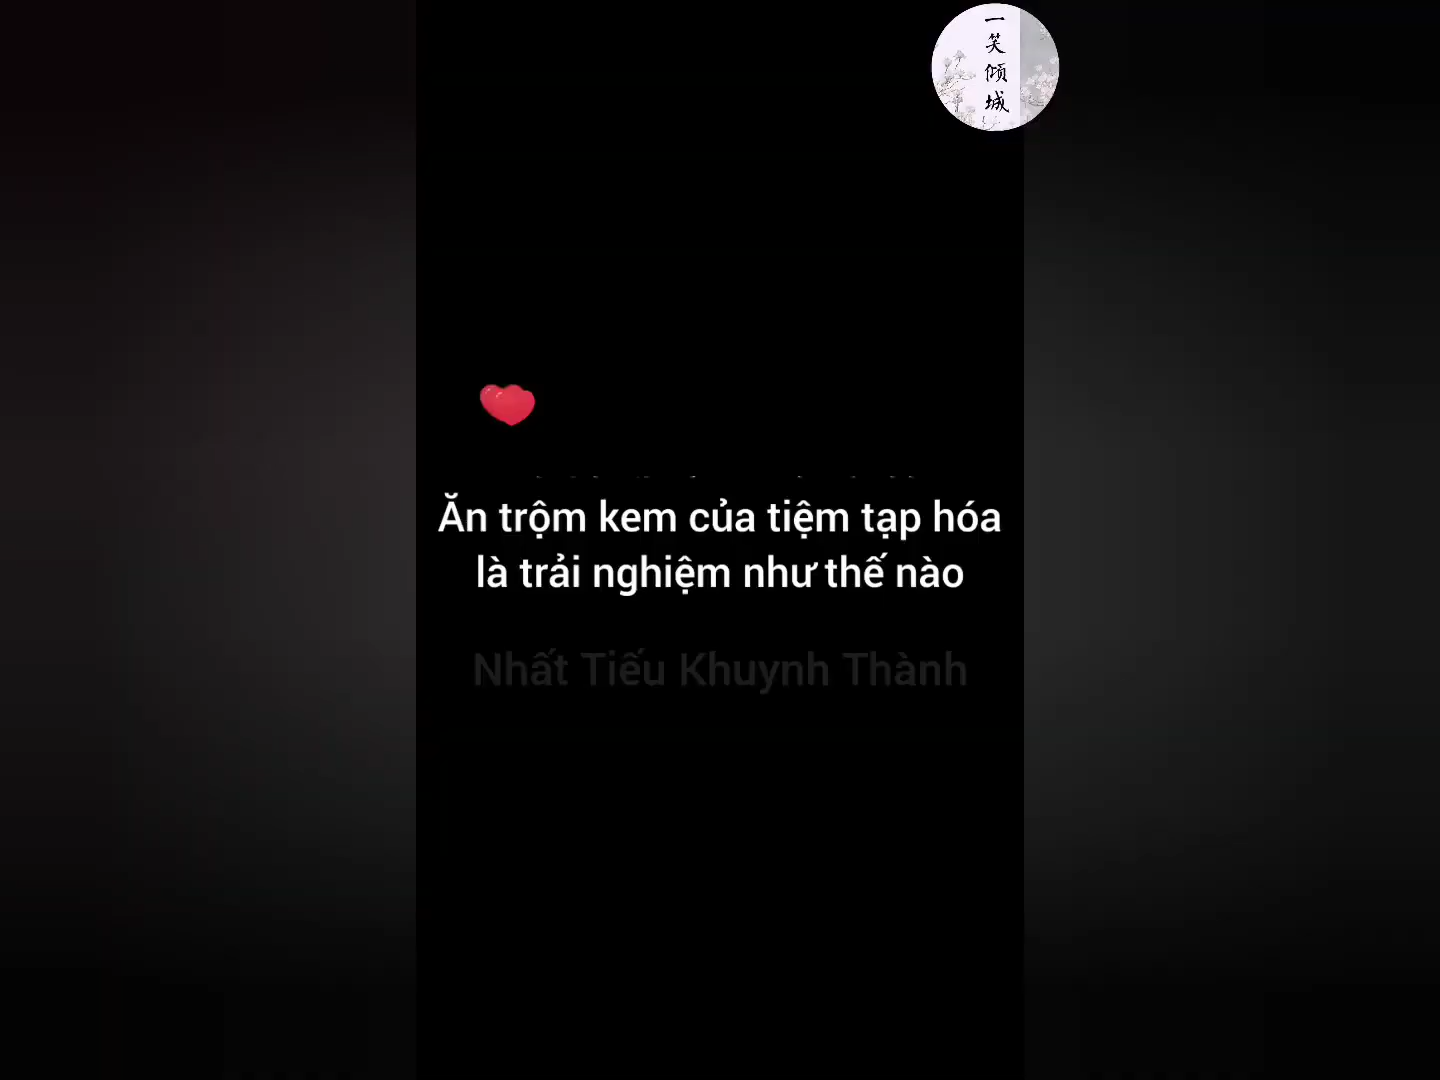 一笑倾城
Ăn trộm kem của tiệm tạp hóa
là trải nghiệm như thế nào
Nhất Tiếu Khuynh Thành